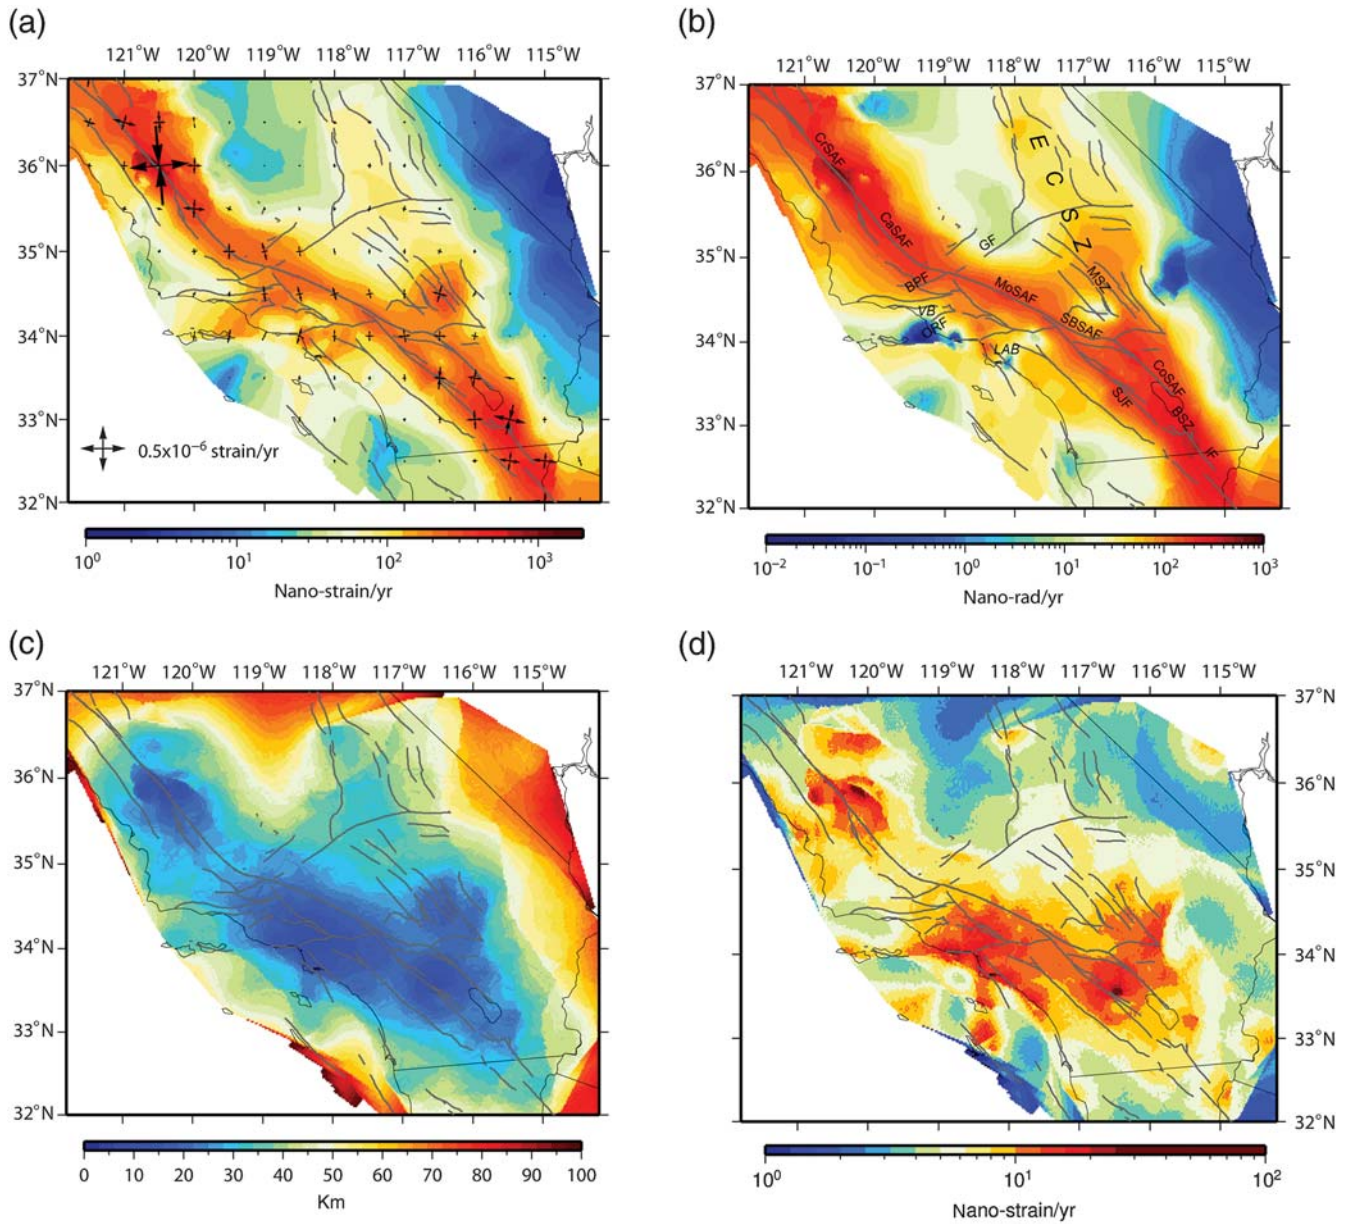 (a)
121°W 120°W 119°W 118°W 117°W 116°W 115°W
37°N
36°N
35°N
34°N
33°N
32°N
0.5x10⁻⁶ strain/yr
10⁰ 10¹ 10² 10³
Nano-strain/yr
(b)
121°W 120°W 119°W 118°W 117°W 116°W 115°W
37°N
36°N
35°N
34°N
33°N
32°N
CrSAF
E C S Z
CaSAF
GF
BPF
MoSAF
MSZ
VB
ORF
SBSAF
LAB
CoSAF
SJF
BSZ
IF
10⁻² 10⁻¹ 10⁰ 10¹ 10² 10³
Nano-rad/yr
(c)
121°W 120°W 119°W 118°W 117°W 116°W 115°W
37°N
36°N
35°N
34°N
33°N
32°N
0 10 20 30 40 50 60 70 80 90 100
Km
(d)
121°W 120°W 119°W 118°W 117°W 116°W 115°W
37°N
36°N
35°N
34°N
33°N
32°N
10⁰ 10¹ 10²
Nano-strain/yr